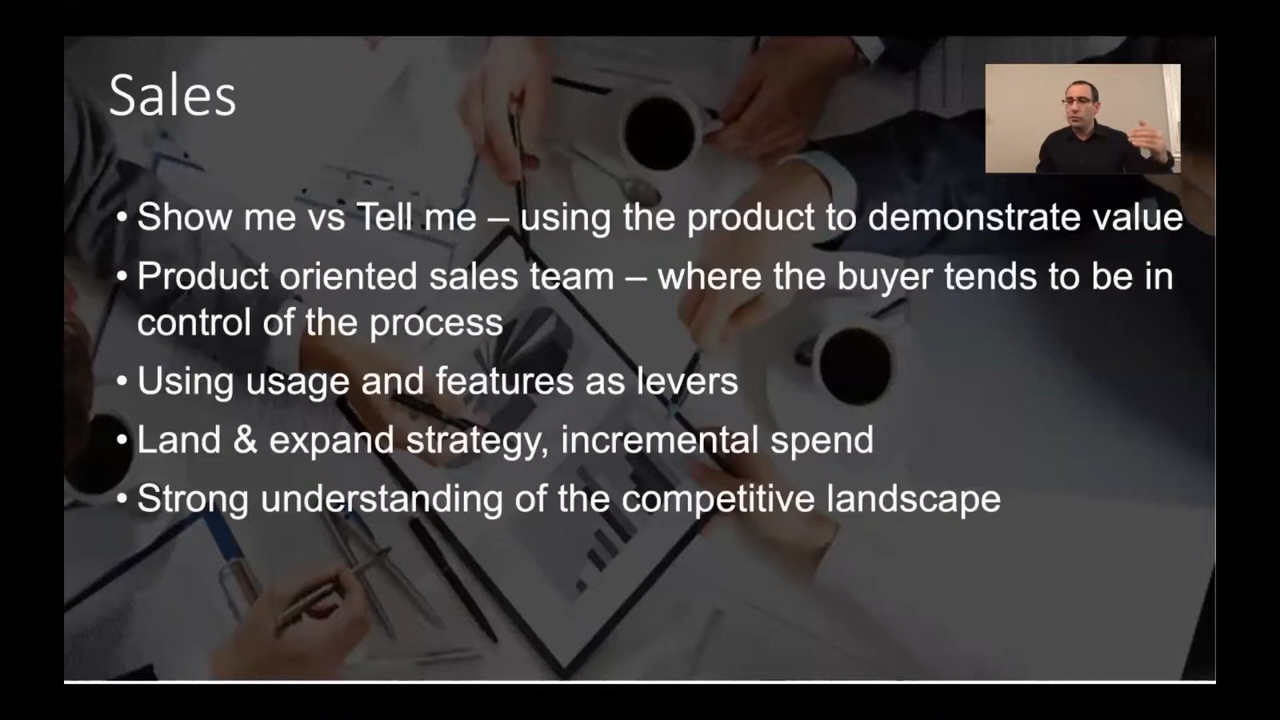 Sales
• Show me vs Tell me – using the product to demonstrate value
• Product oriented sales team – where the buyer tends to be in
control of the process
• Using usage and features as levers
• Land & expand strategy, incremental spend
• Strong understanding of the competitive landscape